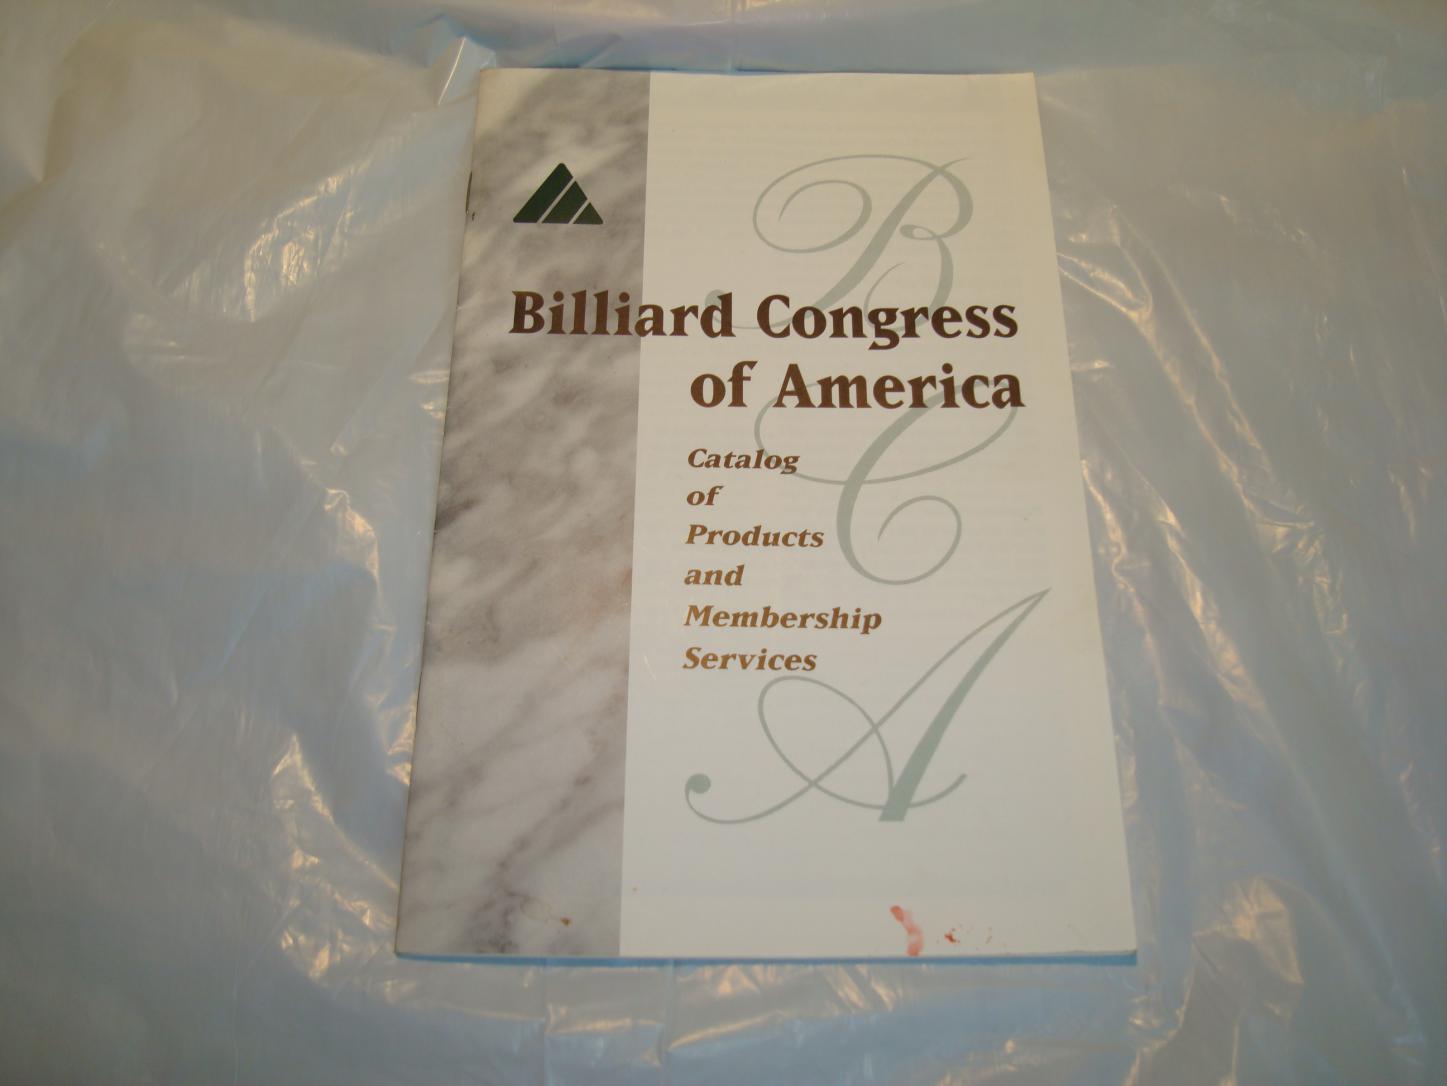 B
Billiard Congress
of America
C
Catalog
of
Products
and
Membership
Services
A